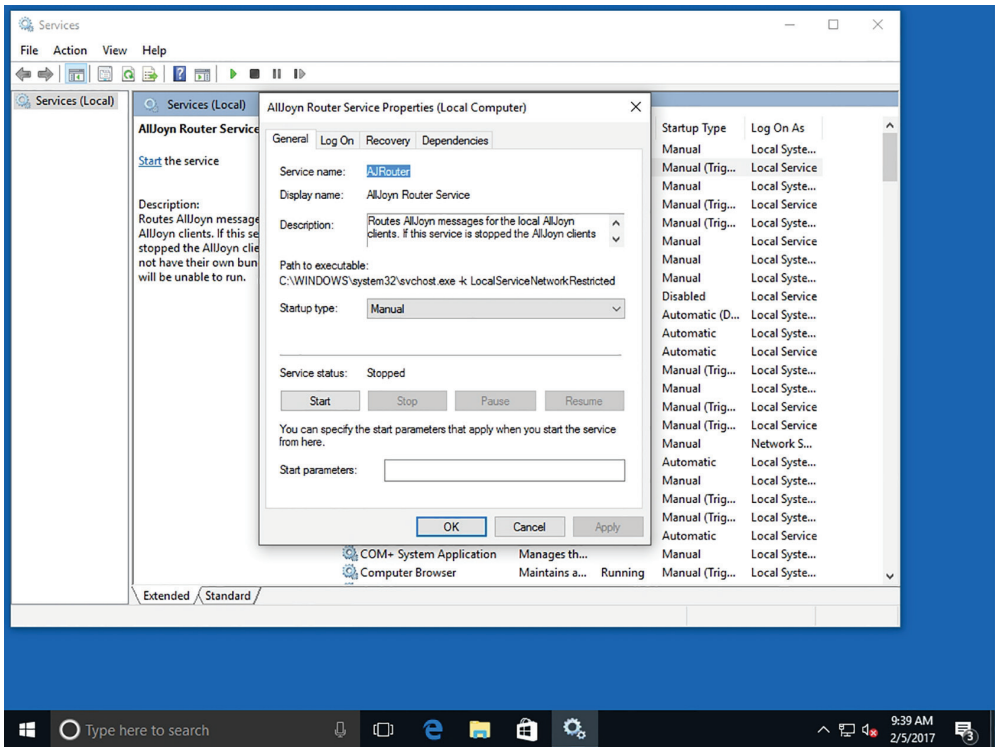 Services
File Action View Help
Services (Local)
Services (Local)
AllJoyn Router Service
Start the service
Description:
Routes AllJoyn message
AllJoyn clients. If this se
stopped the AllJoyn clie
not have their own bun
will be unable to run.
AllJoyn Router Service Properties (Local Computer)
General Log On Recovery Dependencies
Service name: AJRouter
Display name: AllJoyn Router Service
Description: Routes AllJoyn messages for the local AllJoyn
clients. If this service is stopped the AllJoyn clients
Path to executable:
C:\WINDOWS\system32\svchost.exe -k LocalServiceNetworkRestricted
Startup type: Manual
Service status: Stopped
Start Stop Pause Resume
You can specify the start parameters that apply when you start the service
from here.
Start parameters:
OK Cancel Apply
Startup Type Log On As
Manual Local Syste...
Manual (Trig... Local Service
Manual Local Syste...
Manual (Trig... Local Service
Manual (Trig... Local Syste...
Manual Local Service
Manual Local Syste...
Manual Local Syste...
Disabled Local Service
Automatic (D... Local Syste...
Automatic Local Syste...
Automatic Local Service
Manual (Trig... Local Syste...
Manual Local Syste...
Manual (Trig... Local Service
Manual (Trig... Local Service
Manual Network S...
Automatic Local Syste...
Manual Local Syste...
Manual (Trig... Local Syste...
Manual (Trig... Local Syste...
Automatic Local Service
COM+ System Application Manages th... Manual Local Syste...
Computer Browser Maintains a... Running Manual (Trig... Local Syste...
Extended Standard
Type here to search
9:39 AM
2/5/2017
3